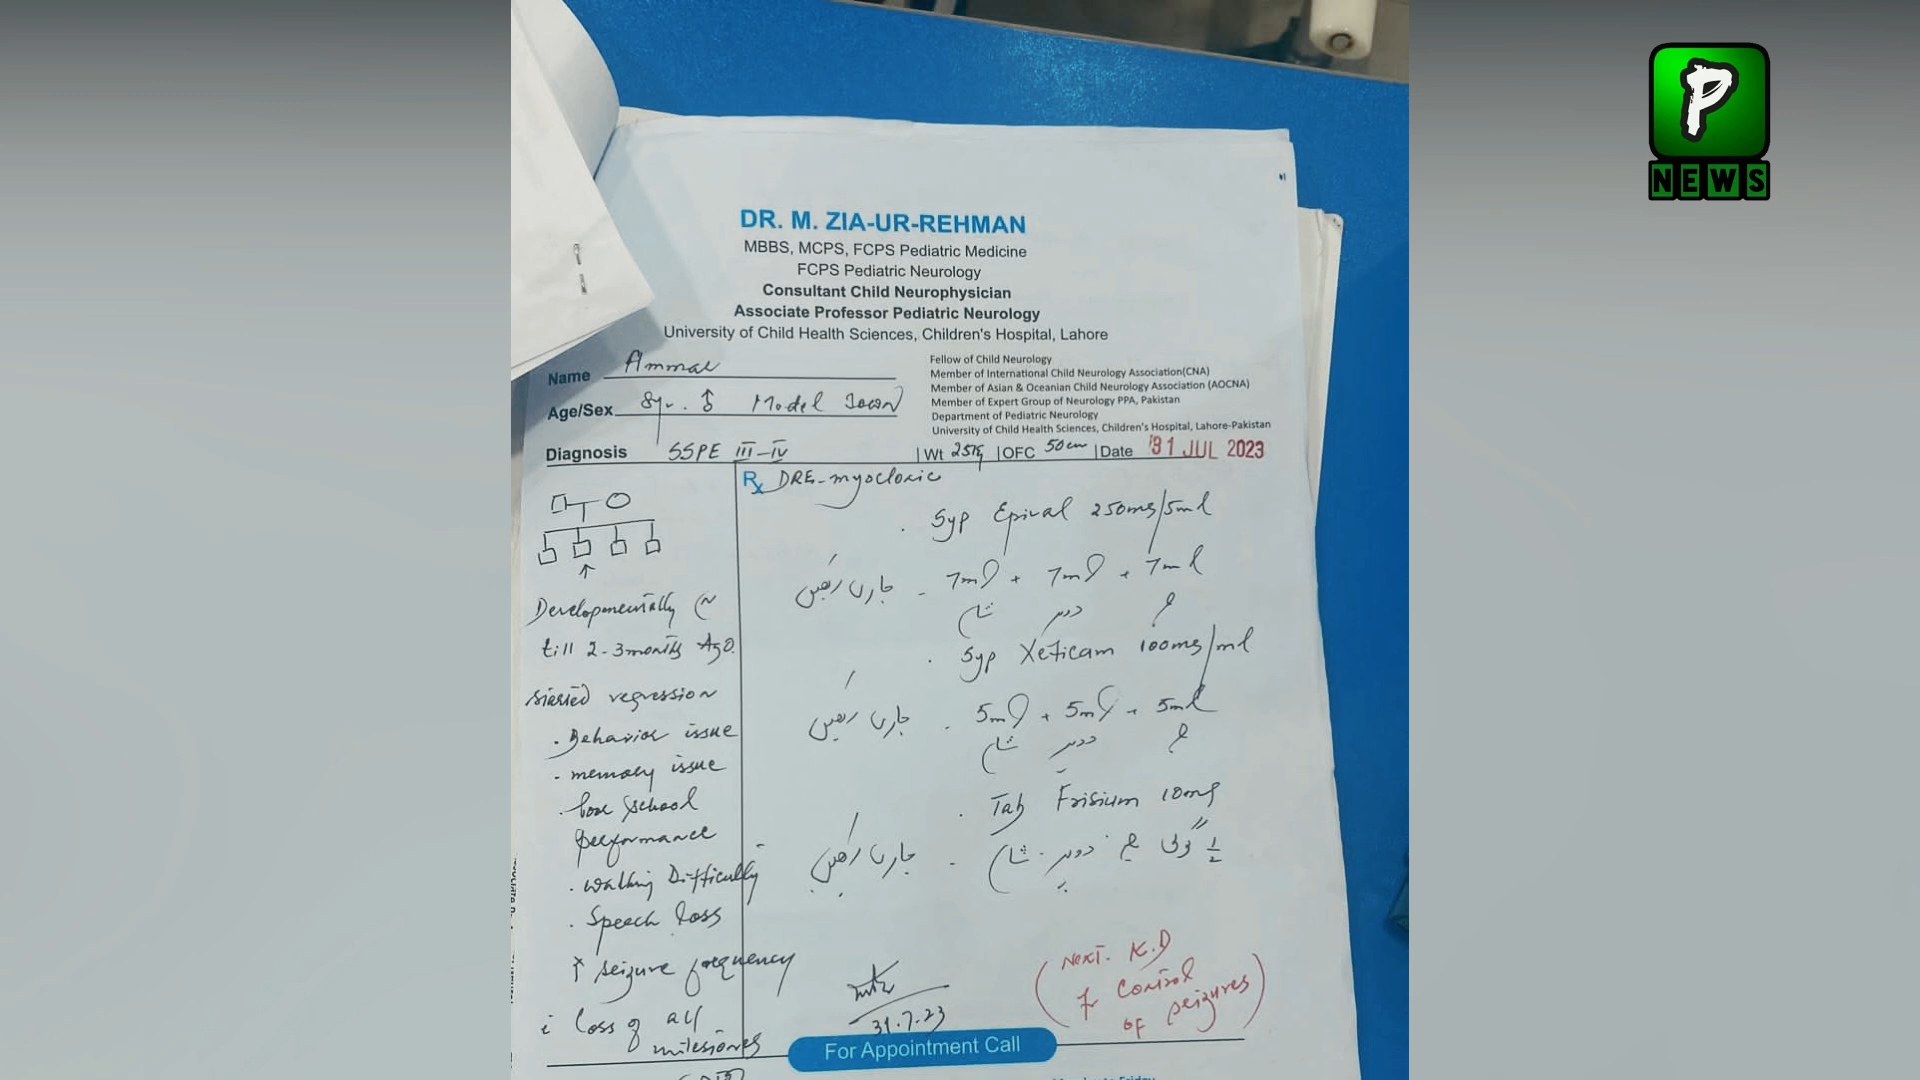 DR. M. ZIA-UR-REHMAN
MBBS, MCPS, FCPS Pediatric Medicine
FCPS Pediatric Neurology
Consultant Child Neurophysician
Associate Professor Pediatric Neurology
University of Child Health Sciences, Children's Hospital, Lahore
Name Ammar
Age/Sex 8yr. ♂ Model Town
Fellow of Child Neurology
Member of International Child Neurology Association(CNA)
Member of Asian & Oceanian Child Neurology Association (AOCNA)
Member of Expert Group of Neurology PPA, Pakistan
Department of Pediatric Neurology
University of Child Health Sciences, Children's Hospital, Lahore-Pakistan
Diagnosis SSPE III-IV Wt 25kg OFC 50cm Date 31 JUL 2023
Developmentally
till 2-3 months Ago.
started regression
. Behavior issue
- memory issue
. Poor school
performance
. walking Difficulty
. Speech loss
↑ seizure frequency
loss of all
milestones
Rx DRE-myoclonic
. Syp Epival 250mg/5ml
7ml + 7ml + 7ml - جاری رکھیں
صبح دوپہر شام
. Syp Xeticam 100mg/ml
5ml + 5ml + 5ml - جاری رکھیں
صبح دوپہر شام
. Tab Frisium 10mg
½ گولی صبح دوپہر شام - جاری رکھیں
31.7.23
(Next. K.D
for control
of seizures)
For Appointment Call
P
NEWS